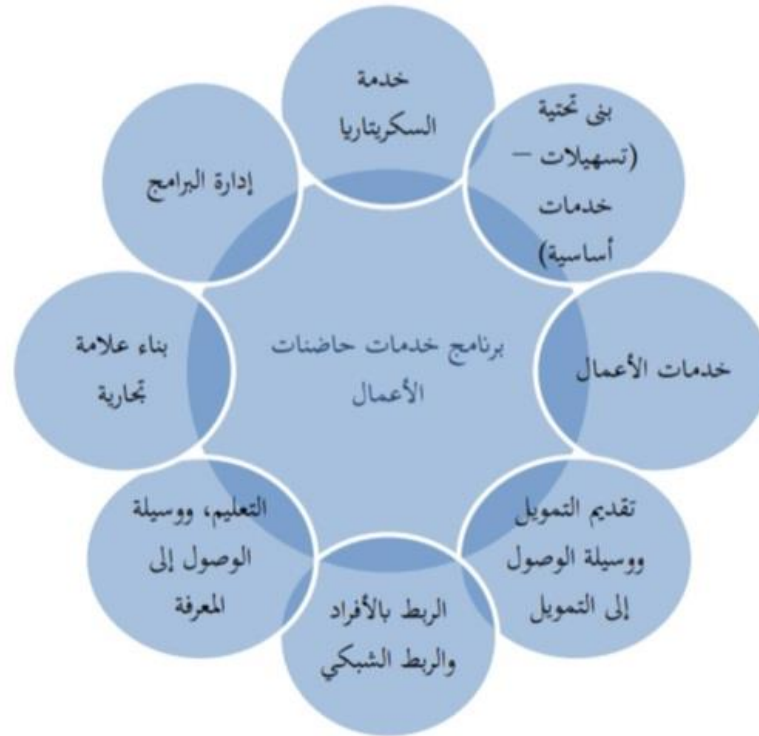 خدمة
السكريتاريا
بنى تحتية
(تسهيلات –
خدمات
أساسية)
خدمات الأعمال
تقديم التمويل
ووسيلة الوصول
إلى التمويل
الربط بالأفراد
والربط الشبكي
التعليم، ووسيلة
الوصول إلى
المعرفة
بناء علامة
تجارية
إدارة البرامج
برنامج خدمات حاضنات
الأعمال